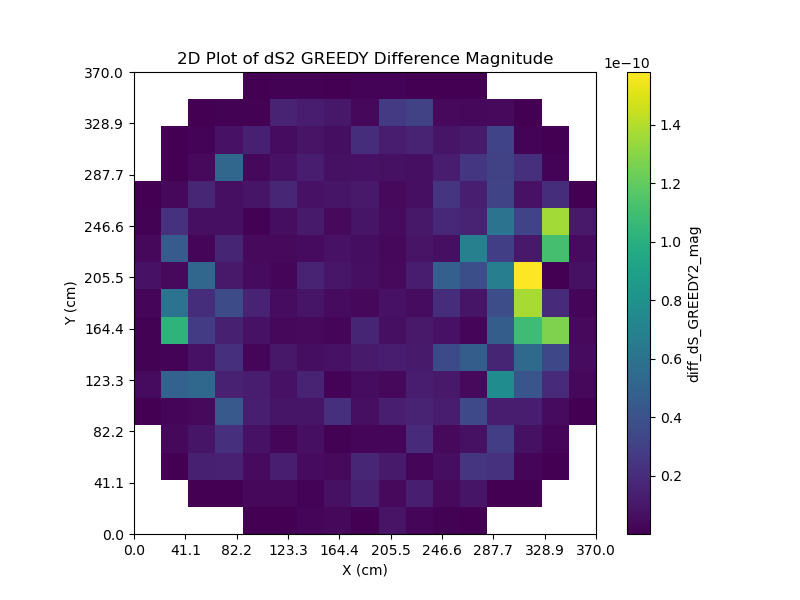 2D Plot of dS2 GREEDY Difference Magnitude
1e−10
370.0
328.9
287.7
246.6
205.5
164.4
123.3
82.2
41.1
0.0
Y (cm)
0.0 41.1 82.2 123.3 164.4 205.5 246.6 287.7 328.9 370.0
X (cm)
1.4
1.2
1.0
0.8
0.6
0.4
0.2
diff_dS_GREEDY2_mag